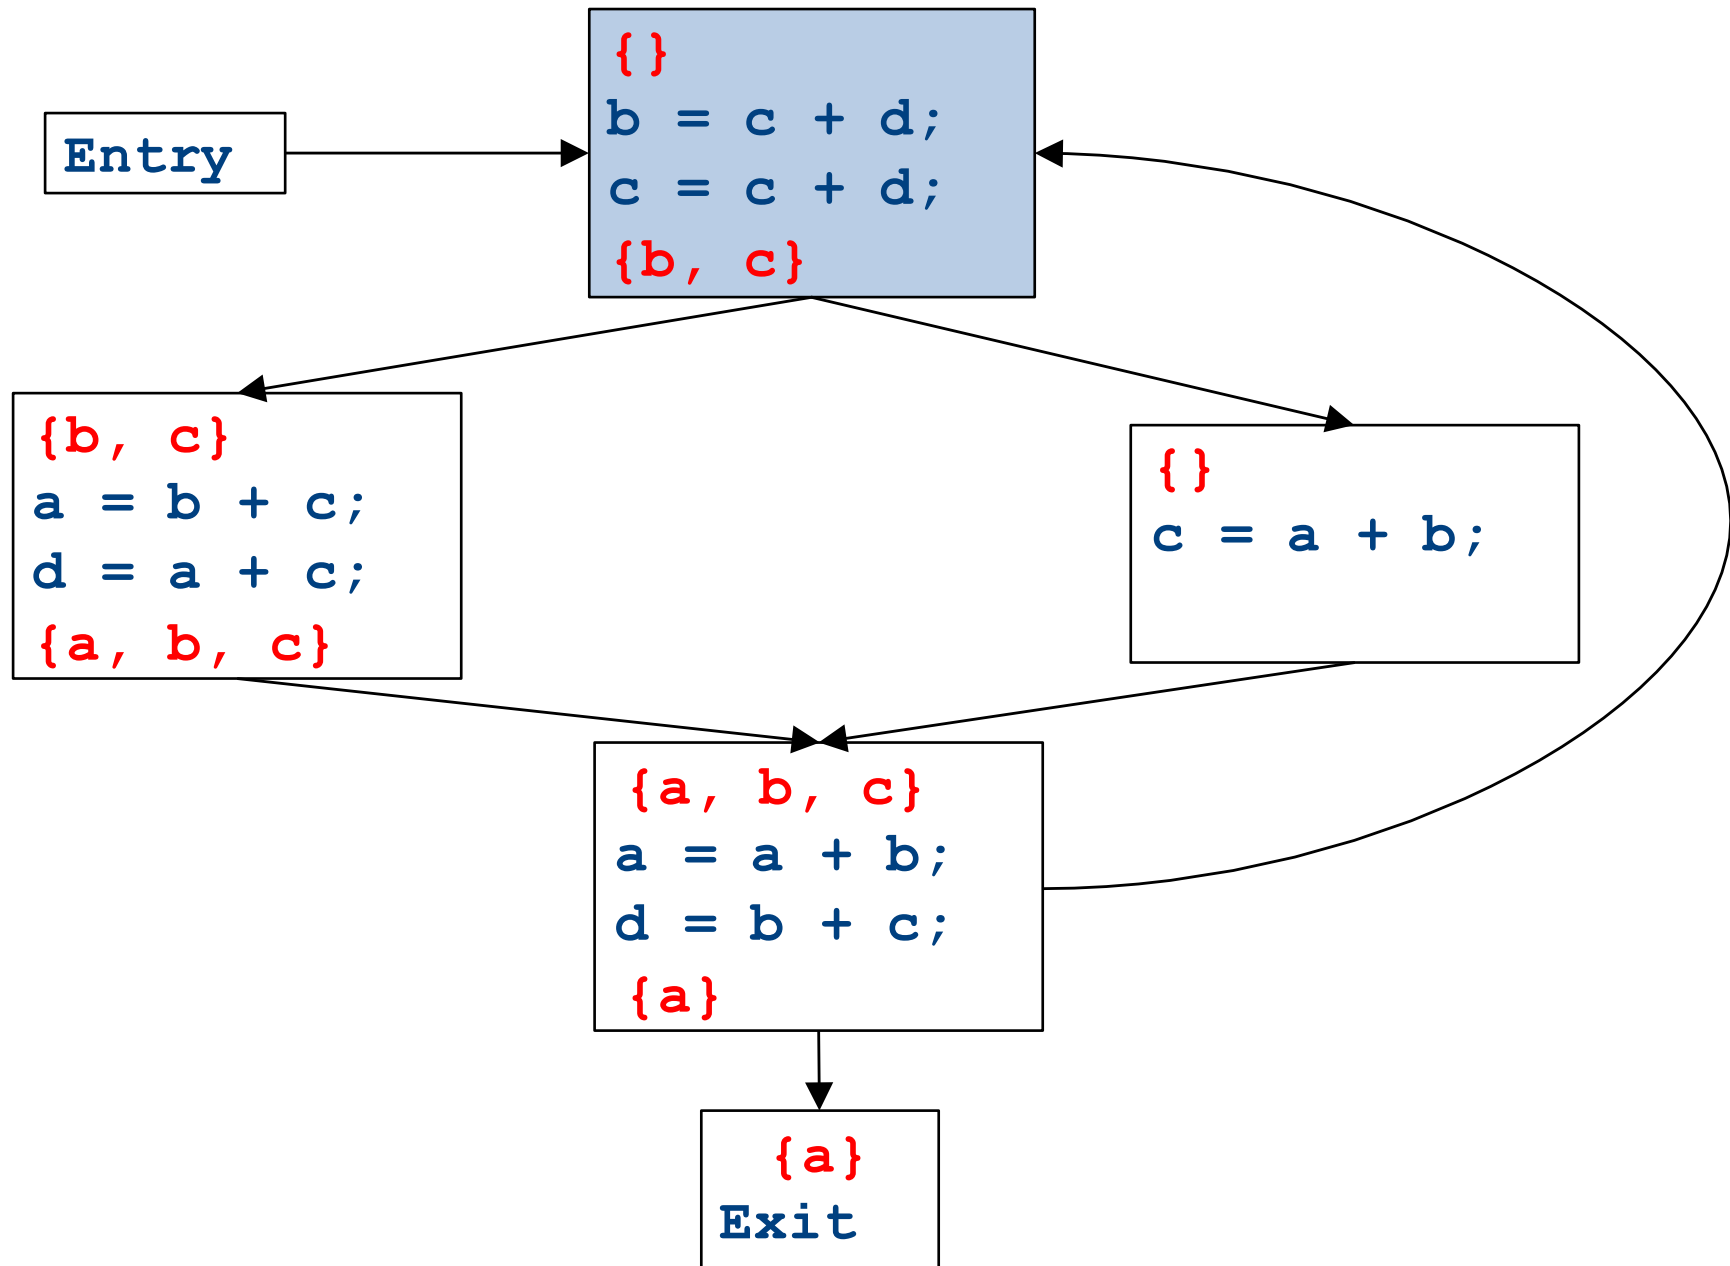 {}
b = c + d;
c = c + d;
{b, c}
Entry
{b, c}
a = b + c;
d = a + c;
{a, b, c}
{}
c = a + b;
{a, b, c}
a = a + b;
d = b + c;
{a}
{a}
Exit